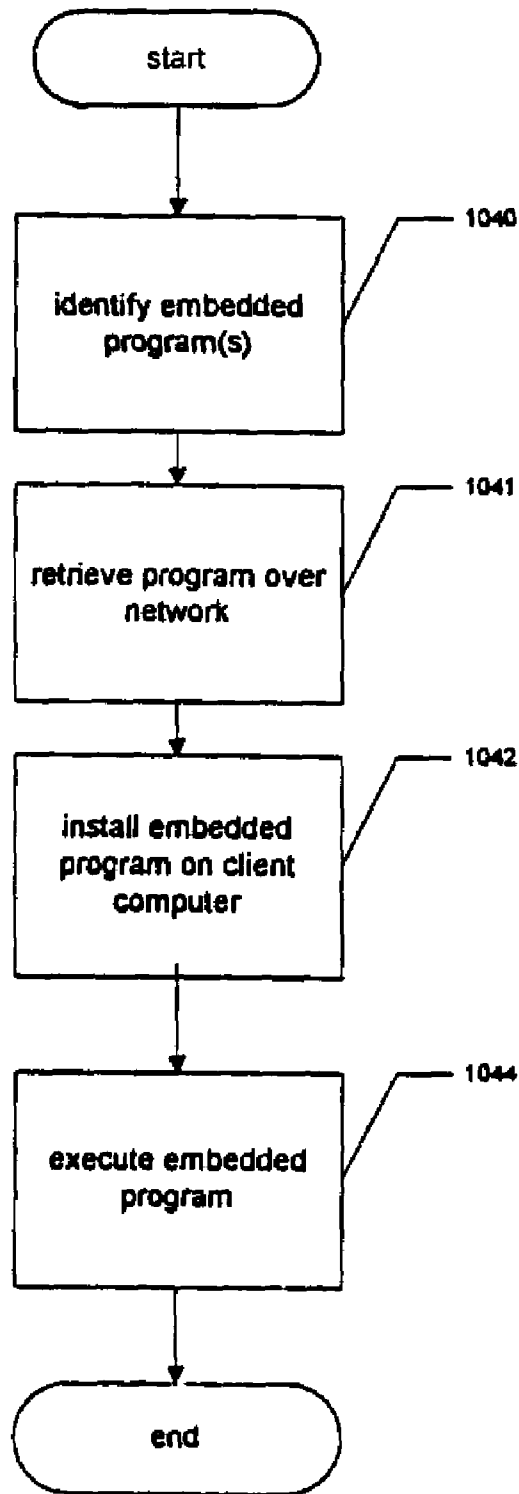 start
1040
identify embedded
program(s)
1041
retrieve program over
network
1042
install embedded
program on client
computer
1044
execute embedded
program
end